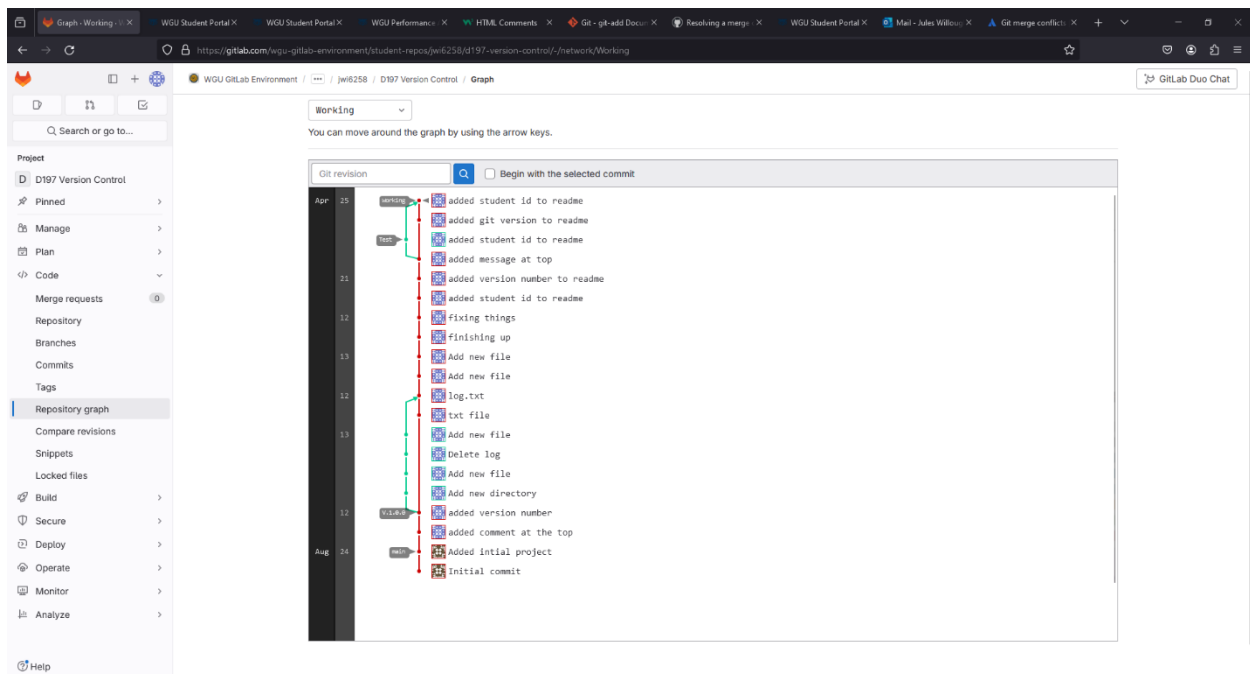 Graph · Working · W
WGU Student Portal
WGU Student Portal
WGU Performance
HTML Comments
Git - git-add Docum
Resolving a merge
WGU Student Portal
Mail - Jules Willoug
Git merge conflicts
https://gitlab.com/wgu-gitlab-environment/student-repos/jwi6258/d197-version-control/-/network/Working
WGU GitLab Environment / ... / jwi6258 / D197 Version Control / Graph
GitLab Duo Chat
Search or go to...
Project
D D197 Version Control
Pinned
Manage
Plan
Code
Merge requests 0
Repository
Branches
Commits
Tags
Repository graph
Compare revisions
Snippets
Locked files
Build
Secure
Deploy
Operate
Monitor
Analyze
Help
Working
You can move around the graph by using the arrow keys.
Git revision
Begin with the selected commit
Apr 25 working added student id to readme
added git version to readme
Test added student id to readme
added message at top
21 added version number to readme
added student id to readme
12 fixing things
finishing up
13 Add new file
Add new file
12 log.txt
txt file
13 Add new file
Delete log
Add new file
Add new directory
12 V.1.0.0 added version number
added comment at the top
Aug 24 main Added intial project
Initial commit